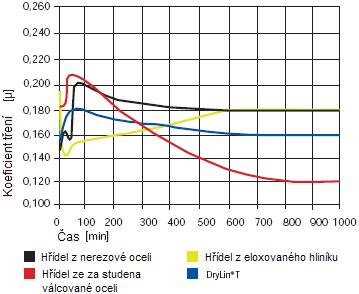 0,260
0,240
0,220
0,200
0,180
0,160
0,140
0,120
0,100
Koeficient tření [µ]
0 100 200 300 400 500 600 700 800 900 1000
Čas [min]
Hřídel z nerezové oceli
Hřídel z eloxovaného hliníku
Hřídel ze za studena
válcované oceli
DryLin®T